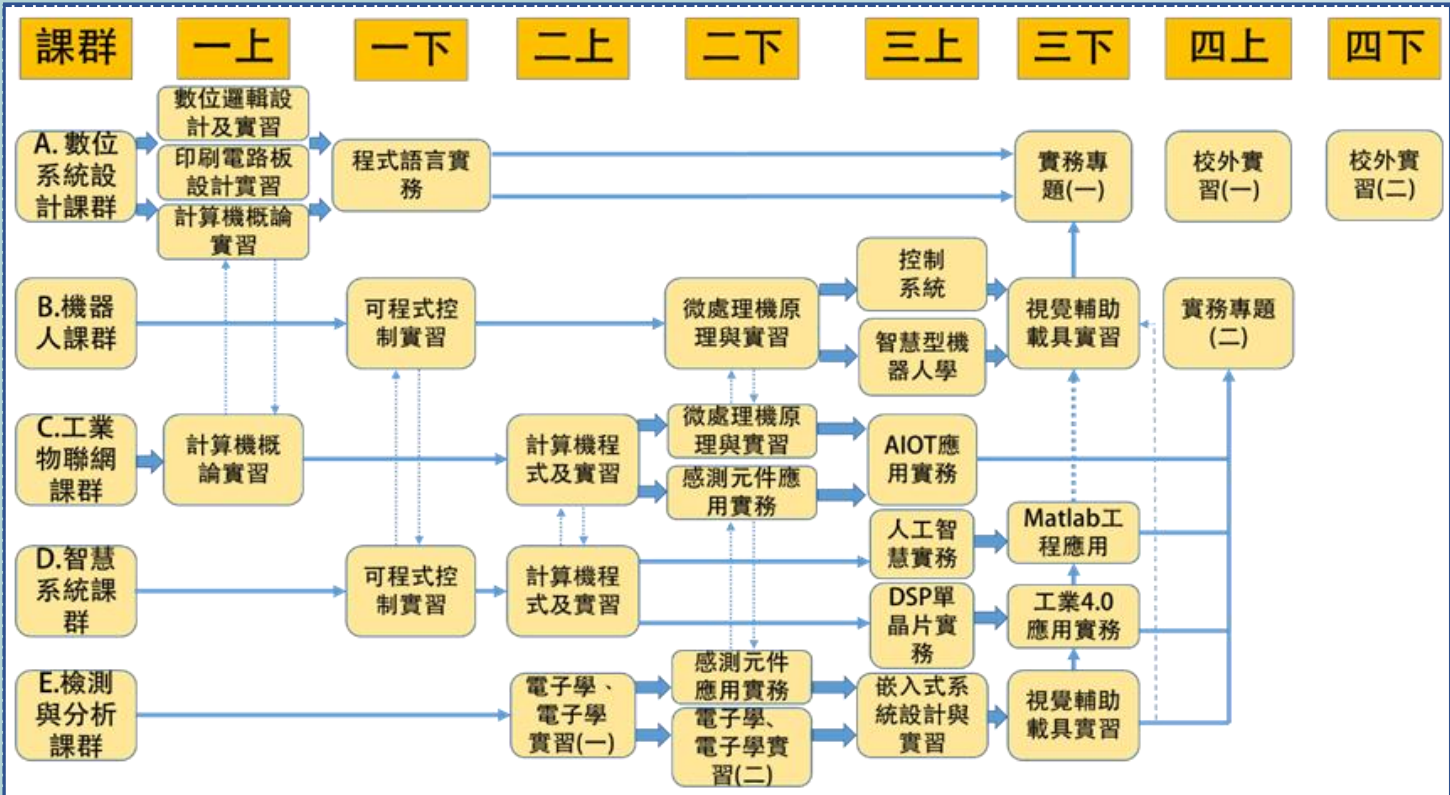 課群
一上
一下
二上
二下
三上
三下
四上
四下
A. 數位
系統設
計課群
數位邏輯設
計及實習
印刷電路板
設計實習
計算機概論
實習
程式語言實
務
實務專
題(一)
校外實
習(一)
校外實
習(二)
B.機器
人課群
可程式控
制實習
微處理機原
理與實習
控制
系統
智慧型機
器人學
視覺輔助
載具實習
實務專題
(二)
C.工業
物聯網
課群
計算機概
論實習
計算機程
式及實習
微處理機原
理與實習
感測元件應
用實務
AIOT應
用實務
D.智慧
系統課
群
可程式控
制實習
計算機程
式及實習
人工智
慧實務
DSP單
晶片實
務
Matlab工
程應用
工業4.0
應用實務
E.檢測
與分析
課群
電子學、
電子學
實習(一)
感測元件
應用實務
電子學、
電子學實
習(二)
嵌入式系
統設計與
實習
視覺輔助
載具實習